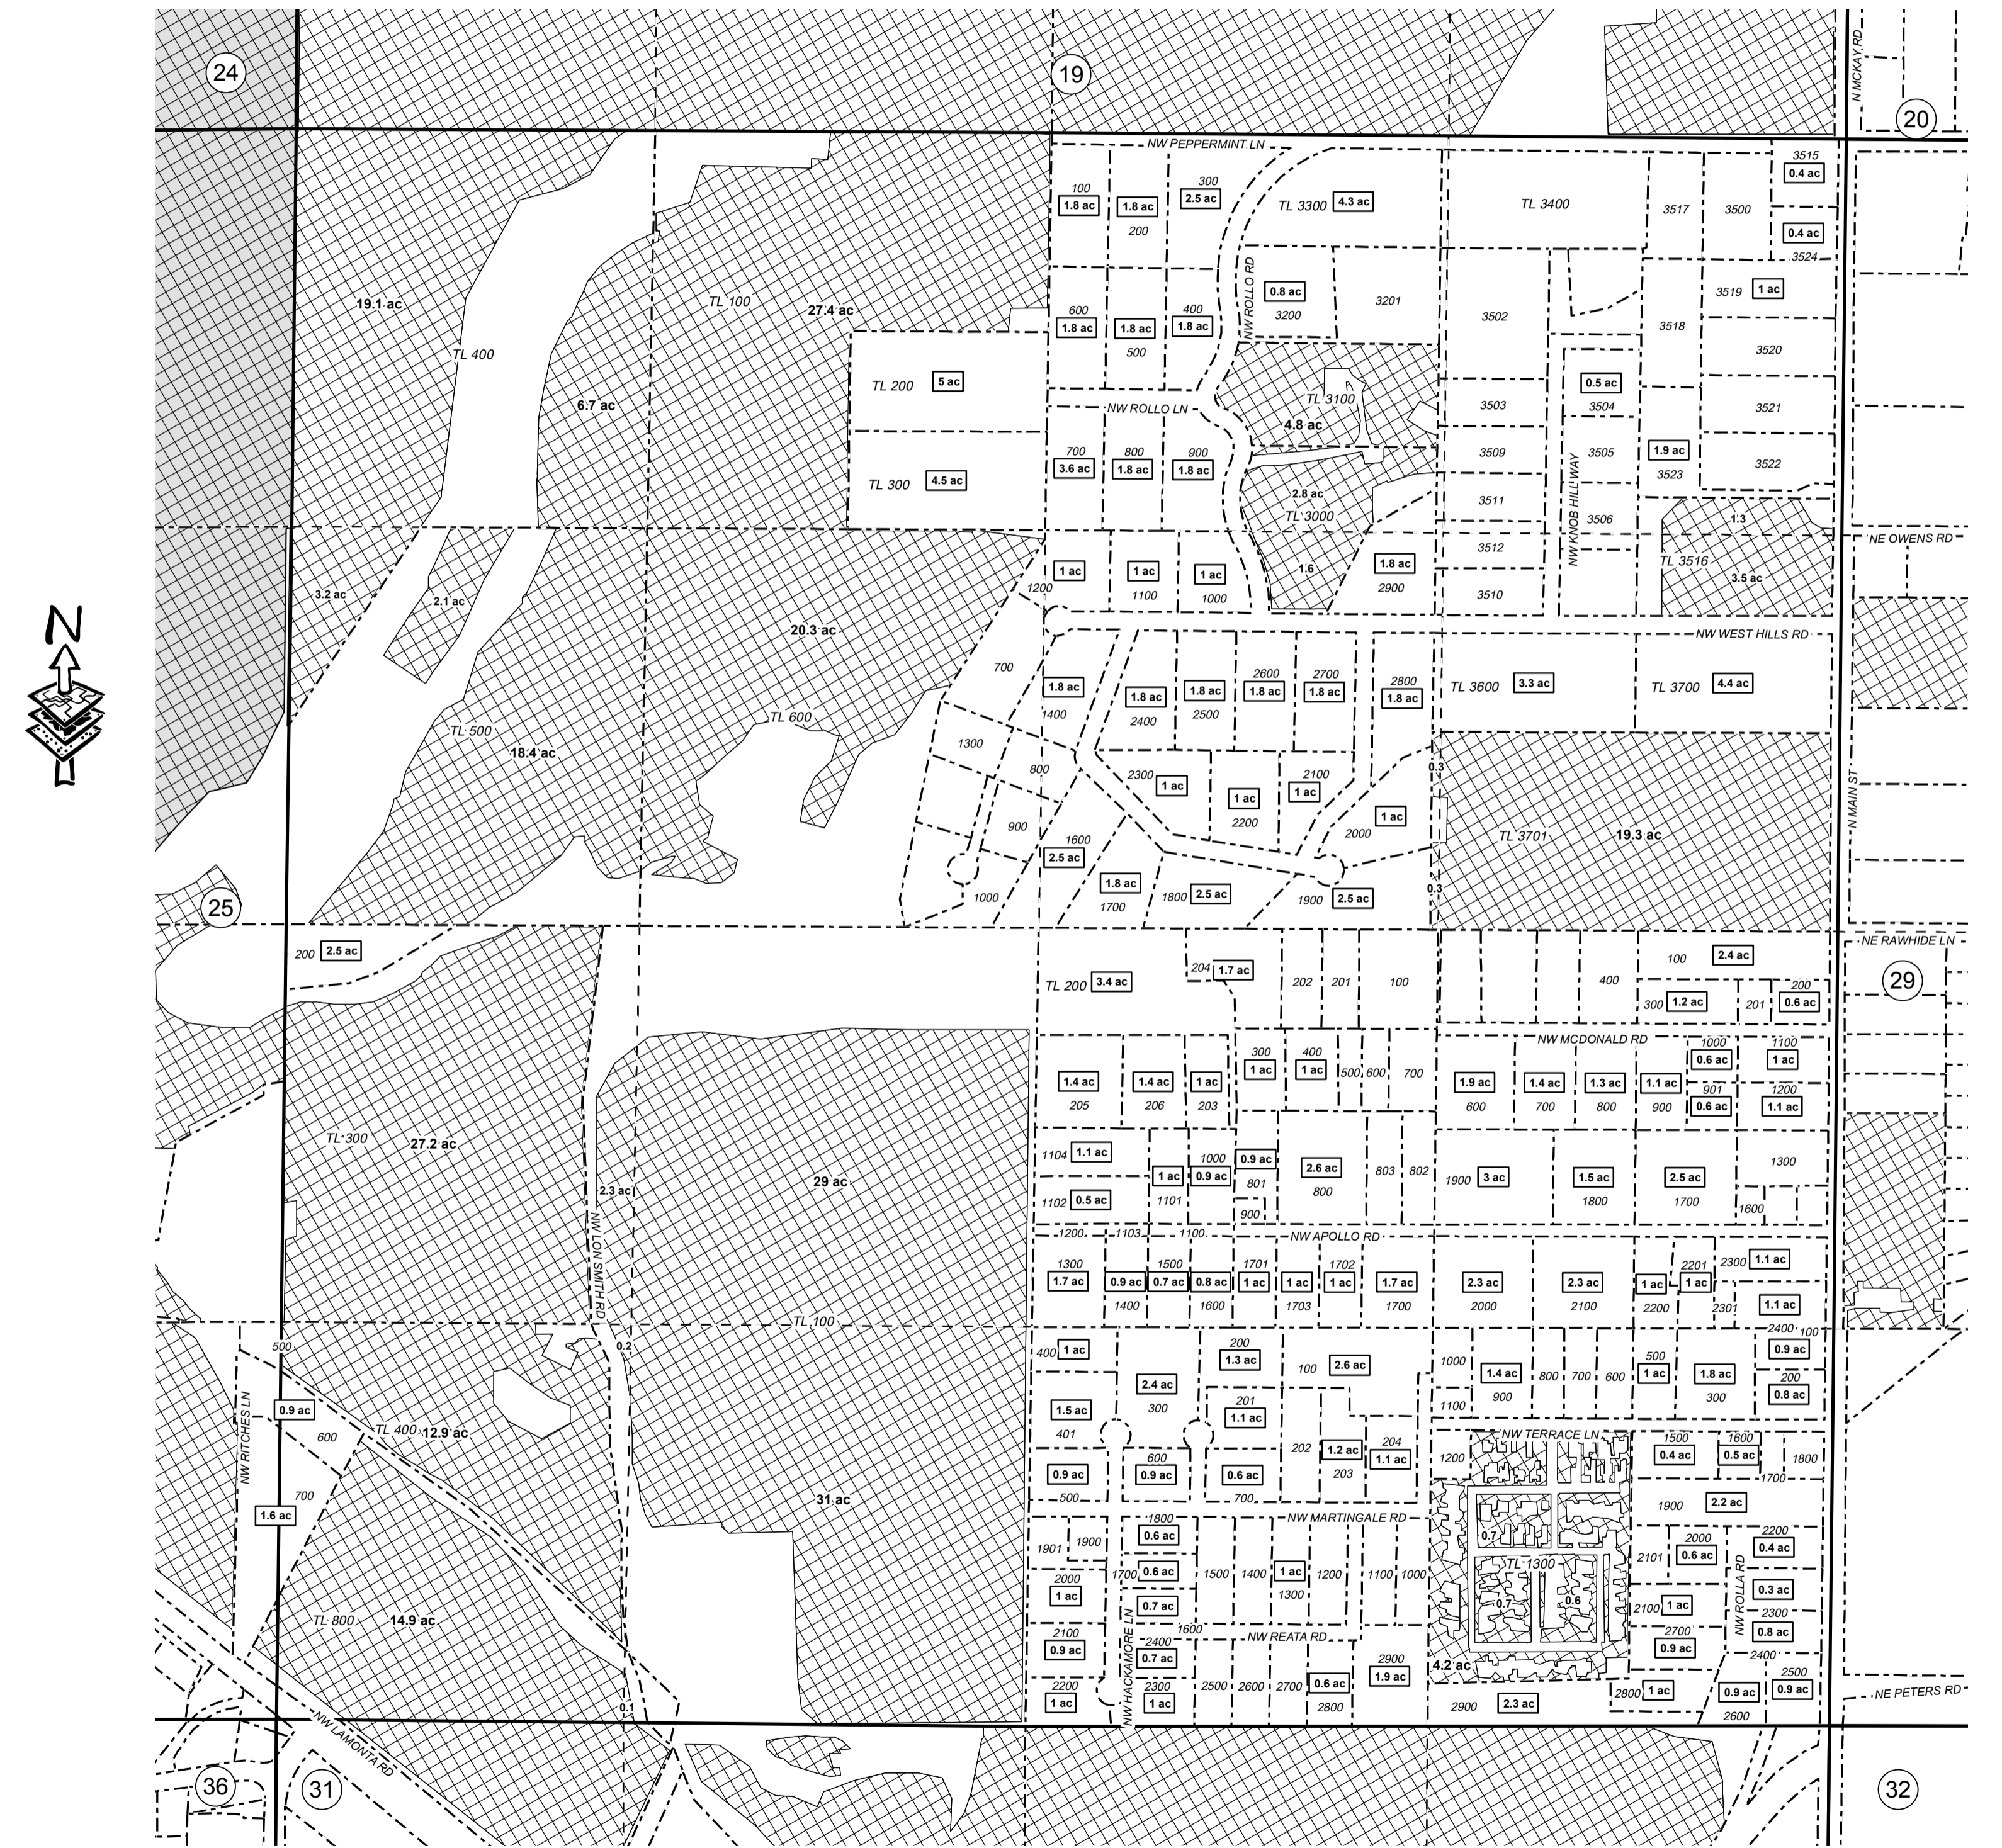 24
19
20
N MCKAY RD
NW PEPPERMINT LN
3515
0.4 ac
100
1.8 ac
1.8 ac
200
300
2.5 ac
TL 3300
4.3 ac
TL 3400
3517
3500
0.4 ac
3524
19.1 ac
TL 100
27.4 ac
TL 400
6.7 ac
600
1.8 ac
1.8 ac
500
400
1.8 ac
NW ROLLO RD
0.8 ac
3200
3201
3502
3518
3519
1 ac
3520
TL 200
5 ac
NW ROLLO LN
TL 3100
4.8 ac
3503
0.5 ac
3504
3521
700
3.6 ac
800
1.8 ac
900
1.8 ac
3509
3505
1.9 ac
3523
3522
TL 300
4.5 ac
2.8 ac
TL 3000
3511
NW KNOB HILL WAY
3506
1.3
NE OWENS RD
1 ac
1200
1 ac
1100
1 ac
1000
1.6
1.8 ac
2900
3512
3510
TL 3516
3.5 ac
3.2 ac
2.1 ac
20.3 ac
N
NW WEST HILLS RD
700
1.8 ac
1400
1.8 ac
2400
1.8 ac
2500
2600
1.8 ac
2700
1.8 ac
2800
1.8 ac
TL 3600
3.3 ac
TL 3700
4.4 ac
TL 500
18.4 ac
TL 600
1300
800
2300
1 ac
1 ac
2200
2100
1 ac
0.3
N MAIN ST
900
1600
2.5 ac
2000
1 ac
TL 3701
19.3 ac
1000
1.8 ac
1700
1800
2.5 ac
1900
2.5 ac
0.3
25
200
2.5 ac
NE RAWHIDE LN
TL 200
3.4 ac
204
1.7 ac
202
201
100
400
100
2.4 ac
300
1.2 ac
201
200
0.6 ac
29
NW MCDONALD RD
1.4 ac
205
1.4 ac
206
1 ac
203
300
1 ac
400
1 ac
500
600
700
1.9 ac
600
1.4 ac
700
1.3 ac
800
1.1 ac
900
1000
0.6 ac
901
0.6 ac
1100
1 ac
1200
1.1 ac
TL 300
27.2 ac
2.3 ac
29 ac
1104
1.1 ac
1102
0.5 ac
1 ac
1101
1000
0.9 ac
0.9 ac
801
900
2.6 ac
800
803
802
1900
3 ac
1.5 ac
1800
2.5 ac
1700
1300
1600
NW LON SMITH RD
1200
1103
1100
NW APOLLO RD
1300
1.7 ac
0.9 ac
1400
1500
0.7 ac
0.8 ac
1600
1701
1 ac
1 ac
1703
1702
1 ac
1.7 ac
1700
2.3 ac
2000
2.3 ac
2100
1 ac
2200
2201
1 ac
2300
1.1 ac
2301
1.1 ac
2400
TL 100
500
0.2
400
1 ac
200
1.3 ac
100
2.6 ac
1000
1.4 ac
900
800
700
600
500
1 ac
1.8 ac
300
100
0.9 ac
200
0.8 ac
NW RITCHES LN
0.9 ac
600
TL 400
12.9 ac
2.4 ac
300
1.5 ac
401
201
1.1 ac
1100
NW TERRACE LN
202
1.2 ac
203
204
1.1 ac
1200
1500
0.4 ac
1600
0.5 ac
1700
1800
700
1.6 ac
31 ac
0.9 ac
500
600
0.9 ac
0.6 ac
700
1900
2.2 ac
NW MARTINGALE RD
1901
1900
1800
0.6 ac
0.7
2101
2000
0.6 ac
2200
0.4 ac
2000
1 ac
1700
0.6 ac
0.7 ac
1600
1500
1400
1 ac
1300
1200
1100
1000
TL 1300
0.7
0.6
NW ROLLA RD
0.3 ac
2300
2100
1 ac
0.8 ac
2400
TL 800
14.9 ac
2100
0.9 ac
NW HACKAMORE LN
2400
0.7 ac
NW REATA RD
2700
0.9 ac
2200
1 ac
2300
1 ac
2500
2600
2700
0.6 ac
2800
2900
1.9 ac
4.2 ac
2900
2.3 ac
2800
1 ac
0.9 ac
2600
2500
0.9 ac
NE PETERS RD
0.1
NW LAMONTA RD
36
31
32